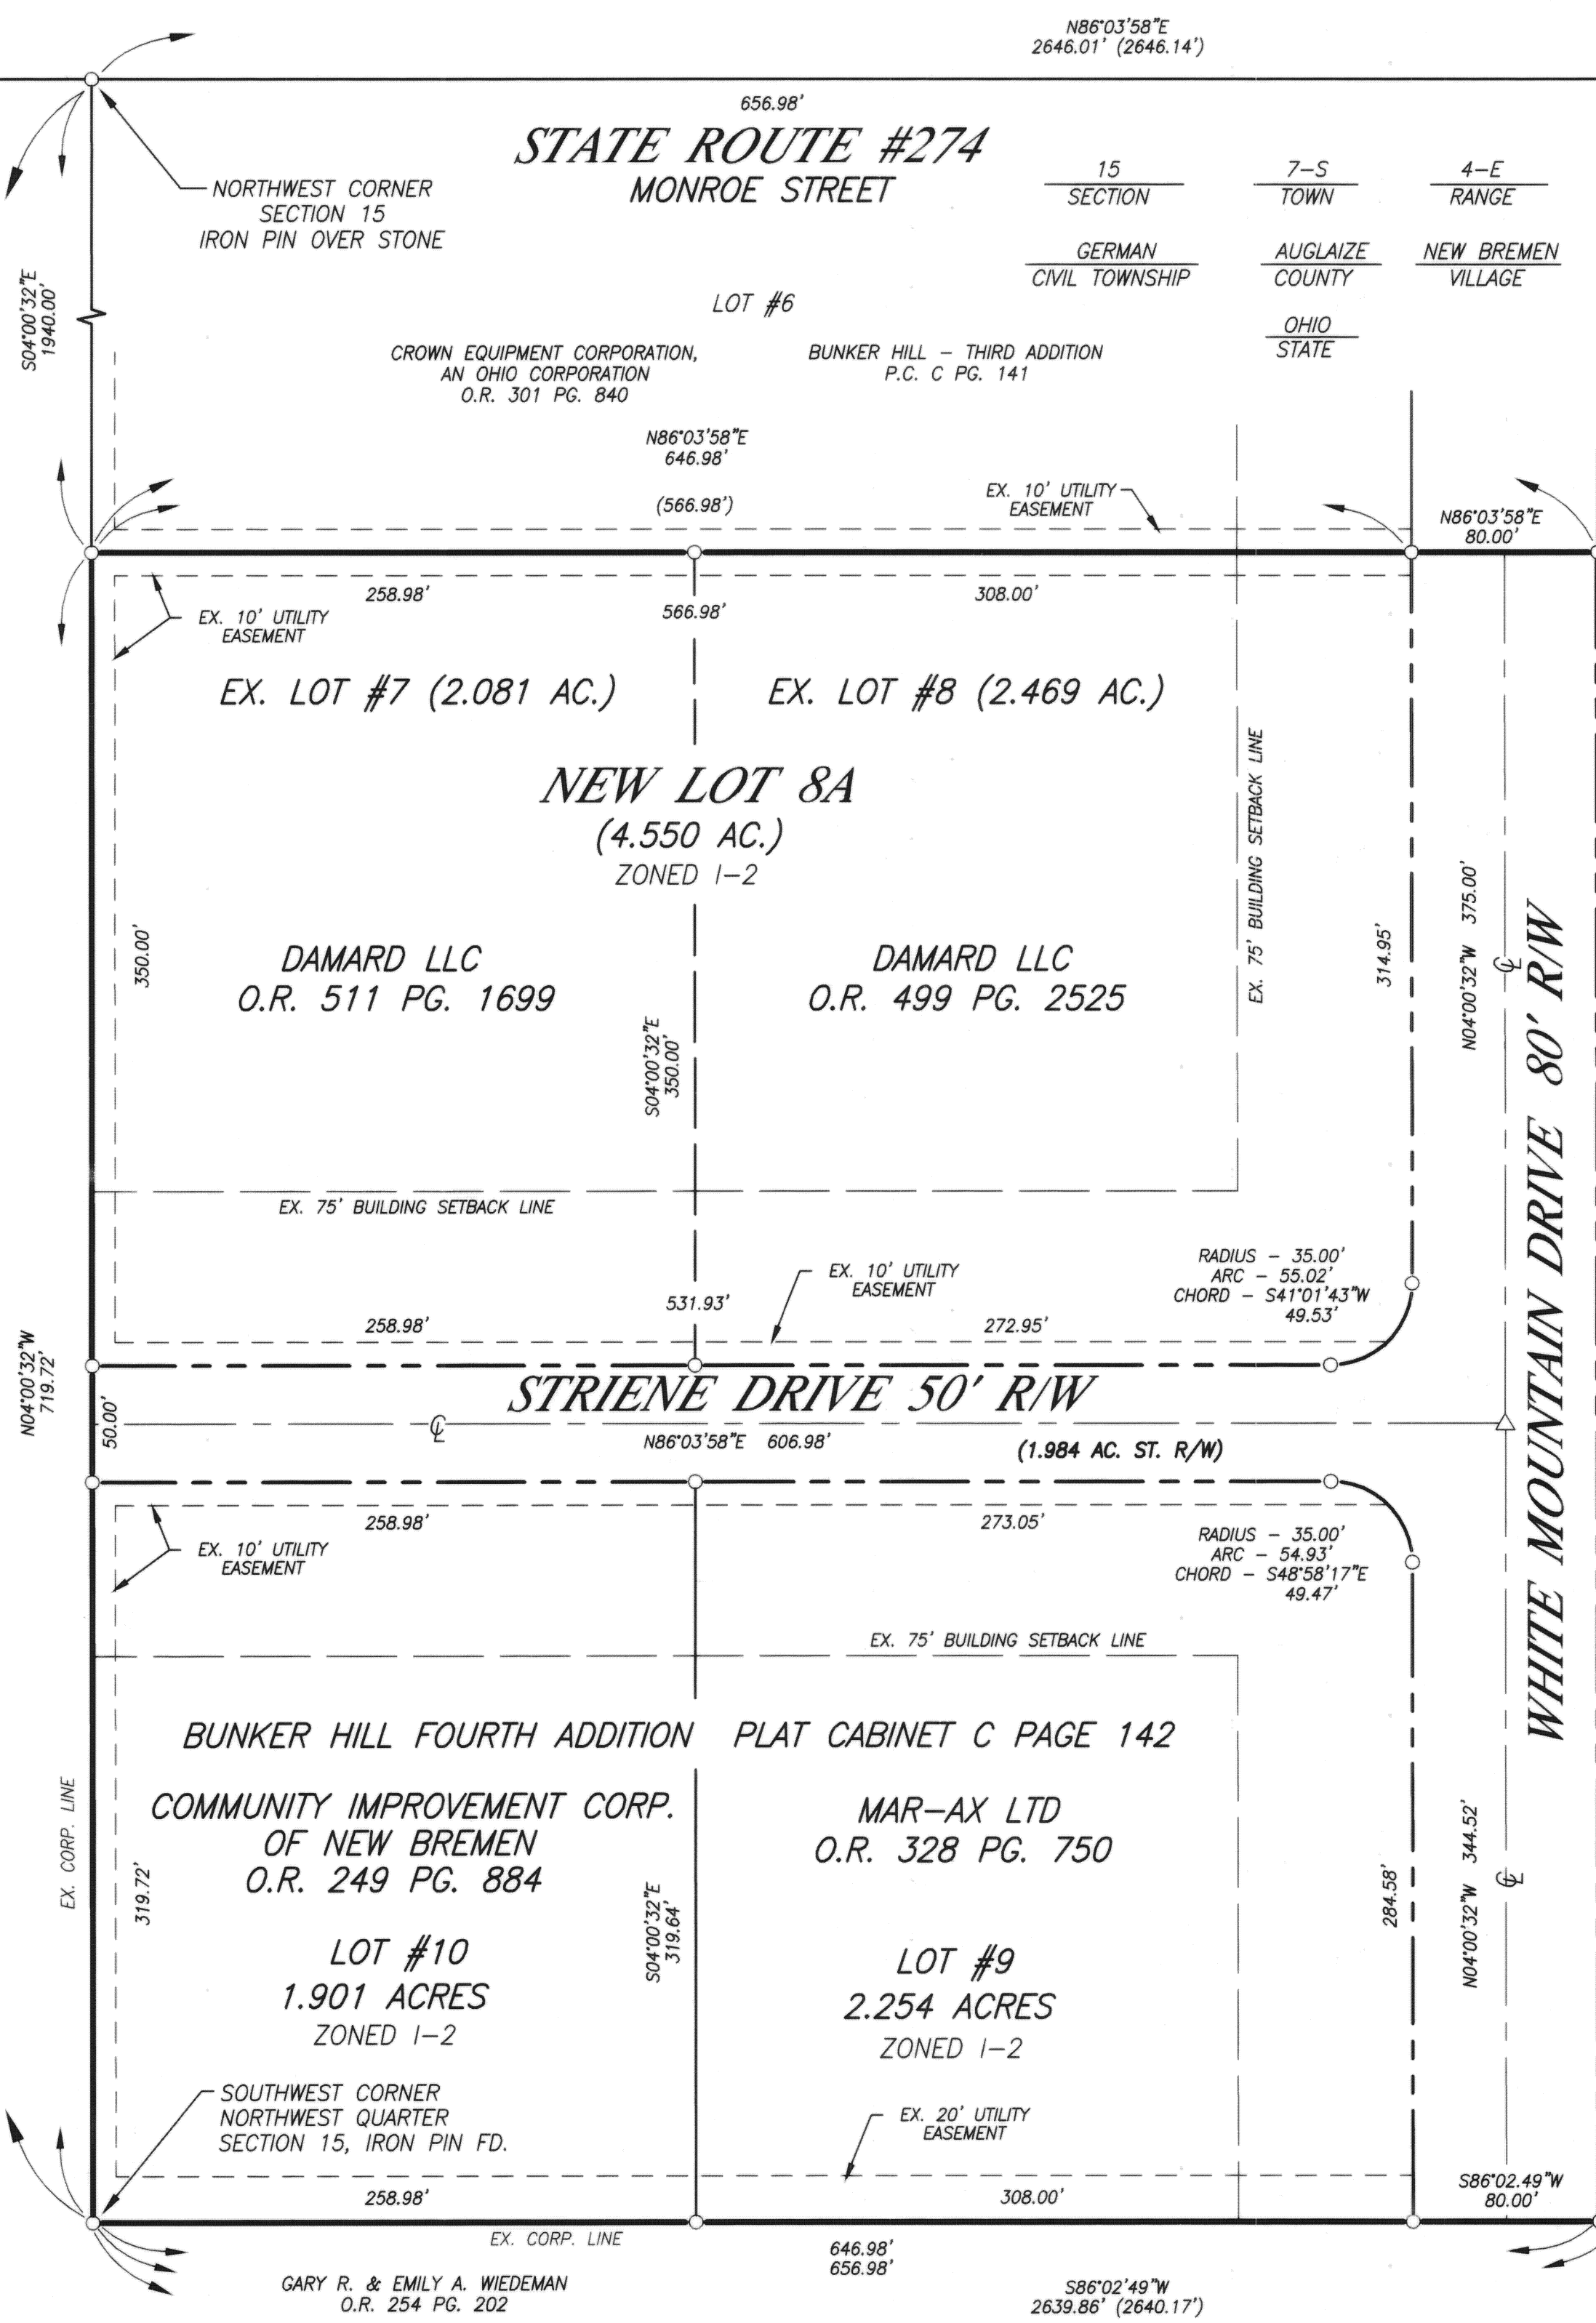 N86°03'58"E
2646.01' (2646.14')
656.98'
STATE ROUTE #274
MONROE STREET
NORTHWEST CORNER
SECTION 15
IRON PIN OVER STONE
15
SECTION
7-S
TOWN
4-E
RANGE
GERMAN
CIVIL TOWNSHIP
AUGLAIZE
COUNTY
NEW BREMEN
VILLAGE
OHIO
STATE
S04°00'32"E
1940.00'
LOT #6
CROWN EQUIPMENT CORPORATION,
AN OHIO CORPORATION
O.R. 301 PG. 840
BUNKER HILL – THIRD ADDITION
P.C. C PG. 141
N86°03'58"E
646.98'
(566.98')
EX. 10' UTILITY
EASEMENT
N86°03'58"E
80.00'
258.98'
566.98'
308.00'
EX. 10' UTILITY
EASEMENT
EX. LOT #7 (2.081 AC.)
EX. LOT #8 (2.469 AC.)
NEW LOT 8A
(4.550 AC.)
ZONED I-2
EX. 75' BUILDING SETBACK LINE
350.00'
DAMARD LLC
O.R. 511 PG. 1699
DAMARD LLC
O.R. 499 PG. 2525
S04°00'32"E
350.00'
314.95'
N04°00'32"W 375.00'
℄
WHITE MOUNTAIN DRIVE 80' R/W
EX. 75' BUILDING SETBACK LINE
RADIUS – 35.00'
ARC – 55.02'
CHORD – S41°01'43"W
49.53'
EX. 10' UTILITY
EASEMENT
531.93'
258.98'
272.95'
N04°00'32"W
719.72'
50.00'
STRIENE DRIVE 50' R/W
℄
N86°03'58"E 606.98'
(1.984 AC. ST. R/W)
258.98'
273.05'
EX. 10' UTILITY
EASEMENT
RADIUS – 35.00'
ARC – 54.93'
CHORD – S48°58'17"E
49.47'
EX. 75' BUILDING SETBACK LINE
BUNKER HILL FOURTH ADDITION PLAT CABINET C PAGE 142
EX. CORP. LINE
COMMUNITY IMPROVEMENT CORP.
OF NEW BREMEN
O.R. 249 PG. 884
MAR-AX LTD
O.R. 328 PG. 750
319.72'
S04°00'32"E
319.64'
284.58'
N04°00'32"W 344.52'
℄
LOT #10
1.901 ACRES
ZONED I-2
LOT #9
2.254 ACRES
ZONED I-2
SOUTHWEST CORNER
NORTHWEST QUARTER
SECTION 15, IRON PIN FD.
EX. 20' UTILITY
EASEMENT
258.98'
308.00'
S86°02.49"W
80.00'
EX. CORP. LINE
646.98'
656.98'
GARY R. & EMILY A. WIEDEMAN
O.R. 254 PG. 202
S86°02'49"W
2639.86' (2640.17')